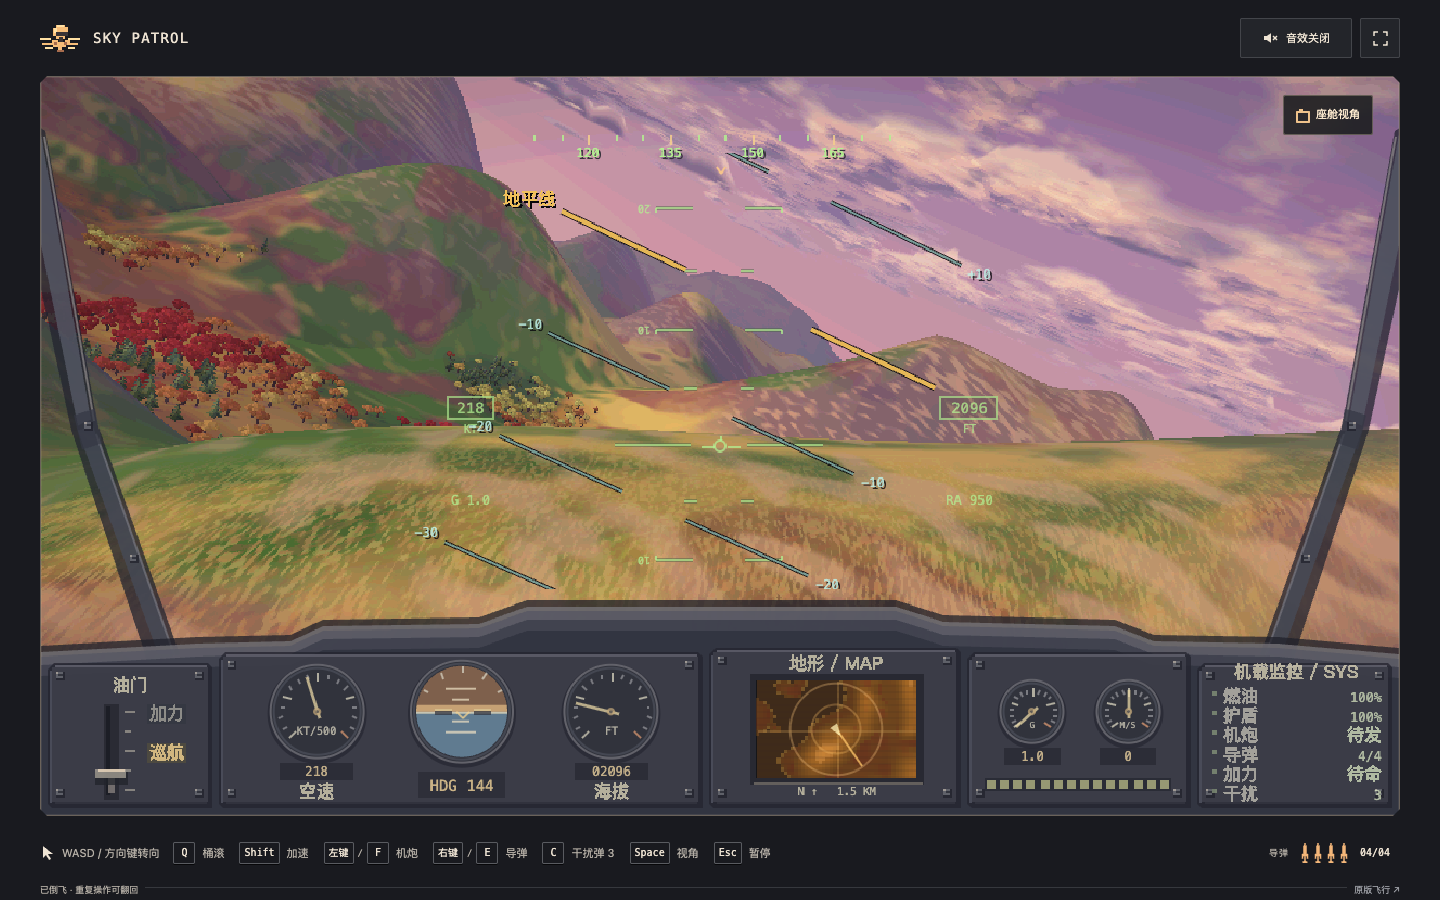 SKY PATROL
音效关闭
座舱视角
120 135 150 165
地平线
20
+10
-10
10
218
2096
-20
FT
-10
G 1.0
RA 950
-30
10
-20
油门
加力
巡航
KT/500
218
空速
HDG 144
FT
02096
海拔
地形 / MAP
N ↑ 1.5 KM
G
1.0
M/S
0
机载监控 / SYS
燃油 100%
护盾 100%
机炮 待发
导弹 4/4
加力 待命
干扰 3
WASD / 方向键转向 Q 桶滚 Shift 加速 左键 / F 机炮 右键 / E 导弹 C 干扰弹 3 Space 视角 Esc 暂停
导弹 04/04
已倒飞 · 重复操作可翻回
原版飞行 ↗